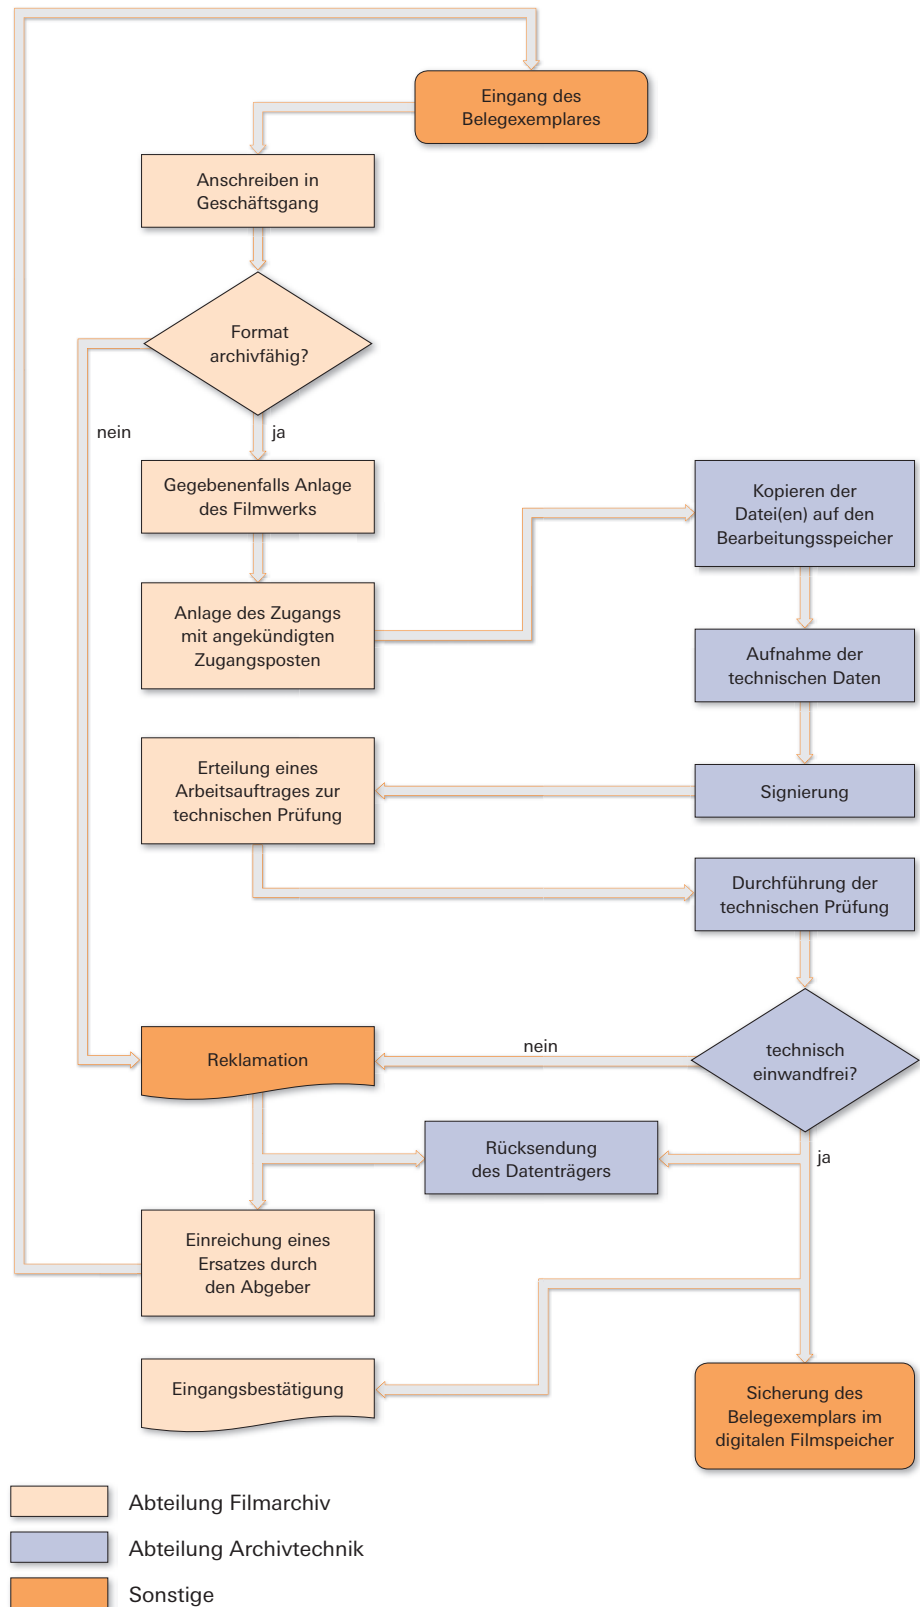 Eingang des
Belegexemplares
Anschreiben in
Geschäftsgang
Format
archivfähig?
nein
ja
Gegebenenfalls Anlage
des Filmwerks
Kopieren der
Datei(en) auf den
Bearbeitungsspeicher
Anlage des Zugangs
mit angekündigten
Zugangsposten
Aufnahme der
technischen Daten
Erteilung eines
Arbeitsauftrages zur
technischen Prüfung
Signierung
Durchführung der
technischen Prüfung
Reklamation
nein
technisch
einwandfrei?
Rücksendung
des Datenträgers
ja
Einreichung eines
Ersatzes durch
den Abgeber
Eingangsbestätigung
Sicherung des
Belegexemplars im
digitalen Filmspeicher
Abteilung Filmarchiv
Abteilung Archivtechnik
Sonstige